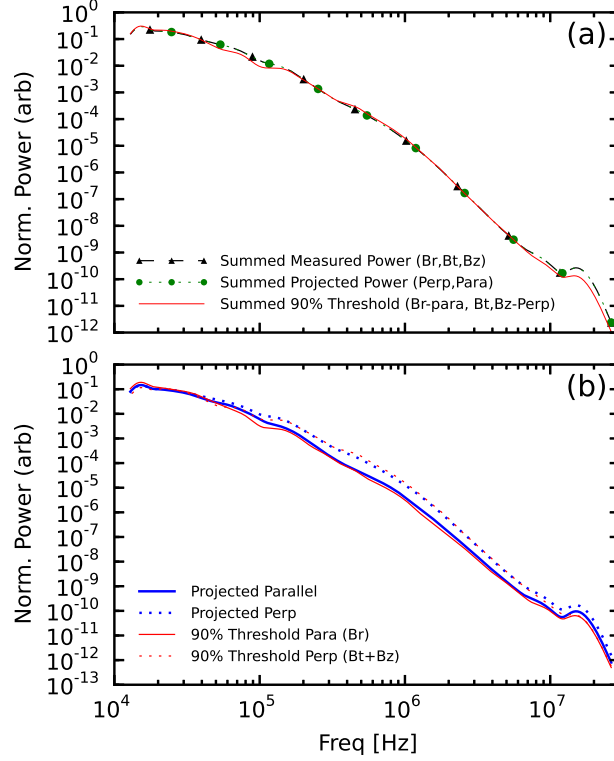 (a)
Norm. Power (arb)
10^0
10^-1
10^-2
10^-3
10^-4
10^-5
10^-6
10^-7
10^-8
10^-9
10^-10
10^-11
10^-12
Summed Measured Power (Br,Bt,Bz)
Summed Projected Power (Perp,Para)
Summed 90% Threshold (Br-para, Bt,Bz-Perp)
(b)
Norm. Power (arb)
10^0
10^-1
10^-2
10^-3
10^-4
10^-5
10^-6
10^-7
10^-8
10^-9
10^-10
10^-11
10^-12
10^-13
Projected Parallel
Projected Perp
90% Threshold Para (Br)
90% Threshold Perp (Bt+Bz)
10^4 10^5 10^6 10^7
Freq [Hz]